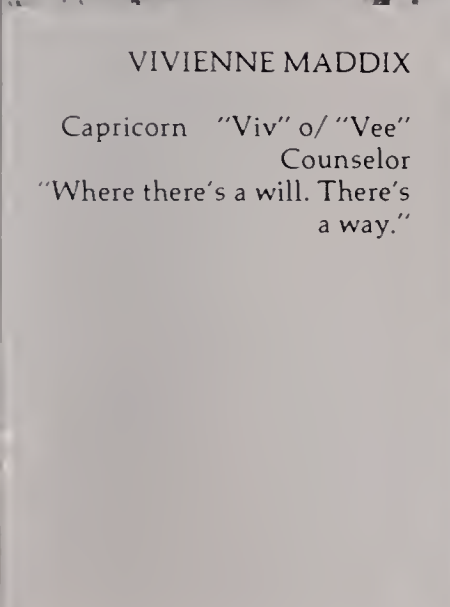 VIVIENNE MADDIX
Capricorn "Viv" o/ "Vee"
Counselor
"Where there's a will. There's
a way."